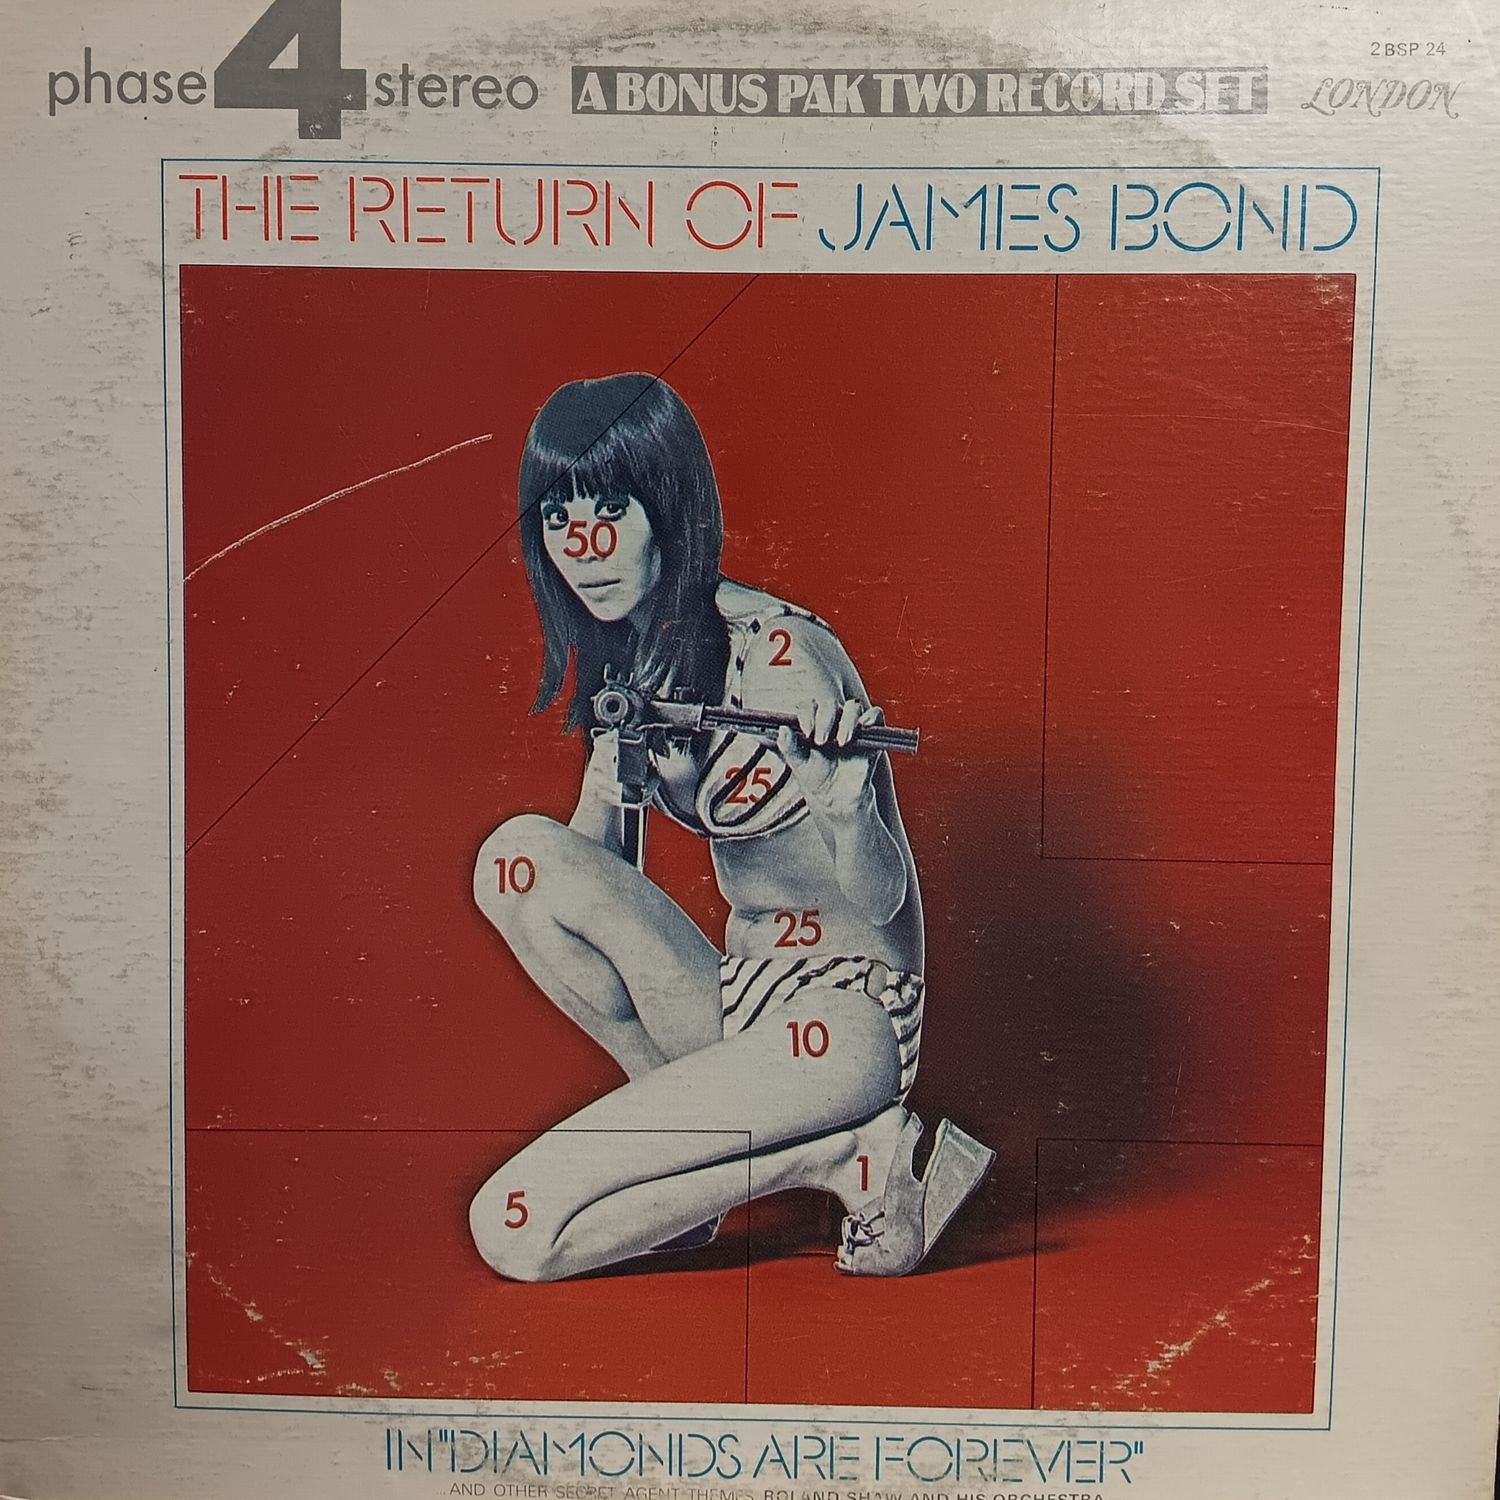 phase 4 stereo A BONUS PAK TWO RECORD SET 2 BSP 24 LONDON
THE RETURN OF JAMES BOND
50
2
25
10
25
10
1
5
IN "DIAMONDS ARE FOREVER"
...AND OTHER SECRET AGENT THEMES ROLAND SHAW AND HIS ORCHESTRA